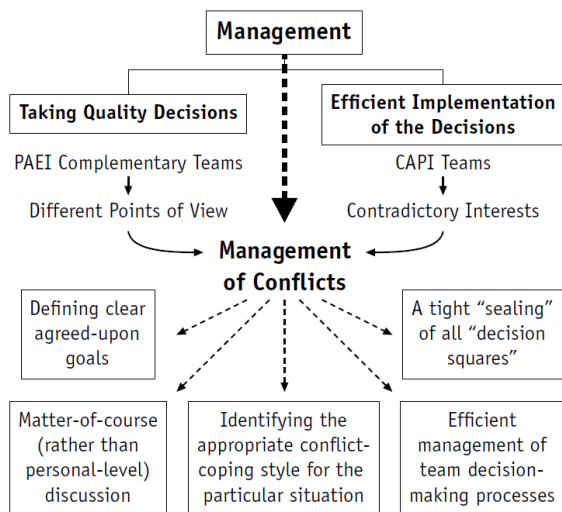 Management
Taking Quality Decisions
Efficient Implementation
of the Decisions
PAEI Complementary Teams
CAPI Teams
Different Points of View
Contradictory Interests
Management
of Conflicts
Defining clear
agreed-upon
goals
A tight “sealing”
of all “decision
squares”
Matter-of-course
(rather than
personal-level)
discussion
Identifying the
appropriate conflict-
coping style for the
particular situation
Efficient
management of
team decision-
making processes